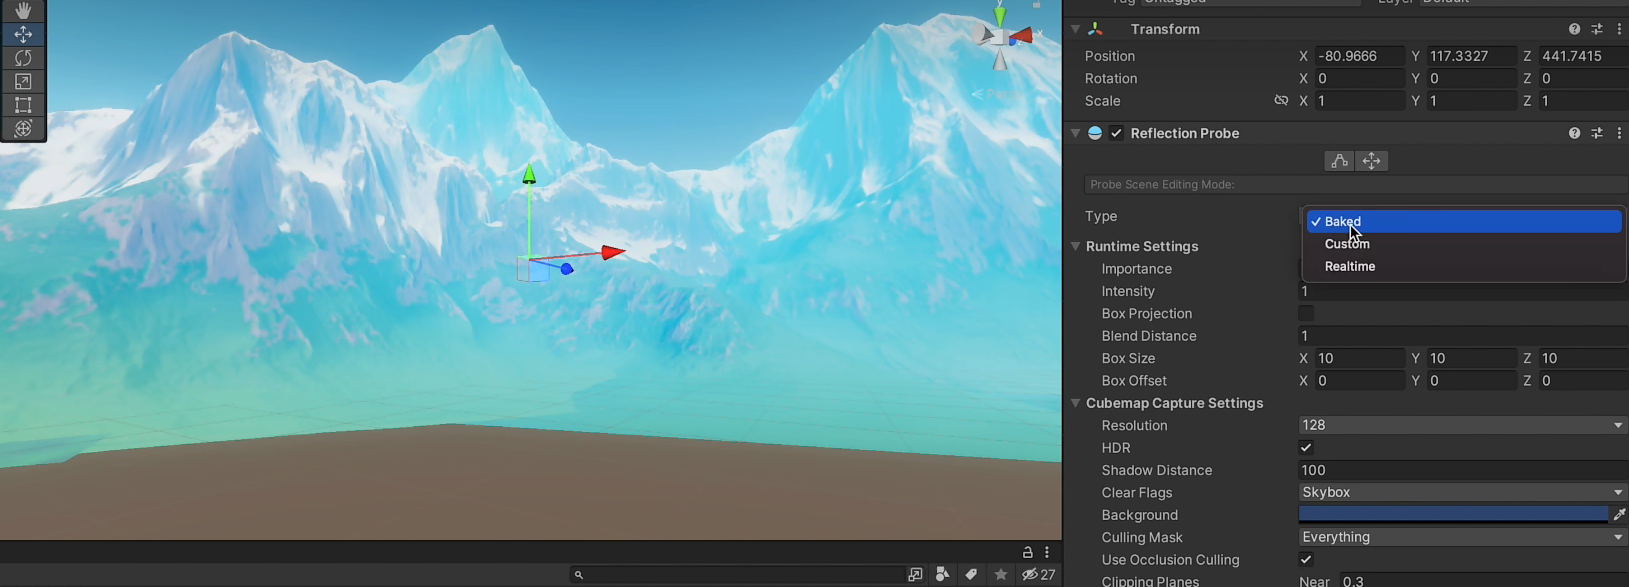 Tag Untagged Layer Default
Transform
Position X -80.9666 Y 117.3327 Z 441.7415
Rotation X 0 Y 0 Z 0
Scale X 1 Y 1 Z 1
Reflection Probe
Probe Scene Editing Mode:
Type
✓ Baked
Custom
Realtime
Runtime Settings
Importance
Intensity 1
Box Projection
Blend Distance 1
Box Size X 10 Y 10 Z 10
Box Offset X 0 Y 0 Z 0
Cubemap Capture Settings
Resolution 128
HDR
Shadow Distance 100
Clear Flags Skybox
Background
Culling Mask Everything
Use Occlusion Culling
Clipping Planes Near 0.3
y
x
27